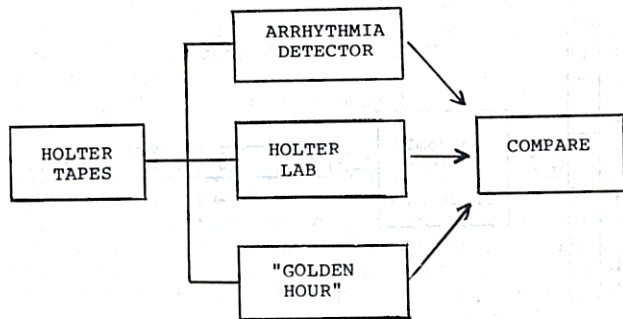 ARRHYTHMIA
DETECTOR
HOLTER
TAPES
HOLTER
LAB
COMPARE
"GOLDEN
HOUR"